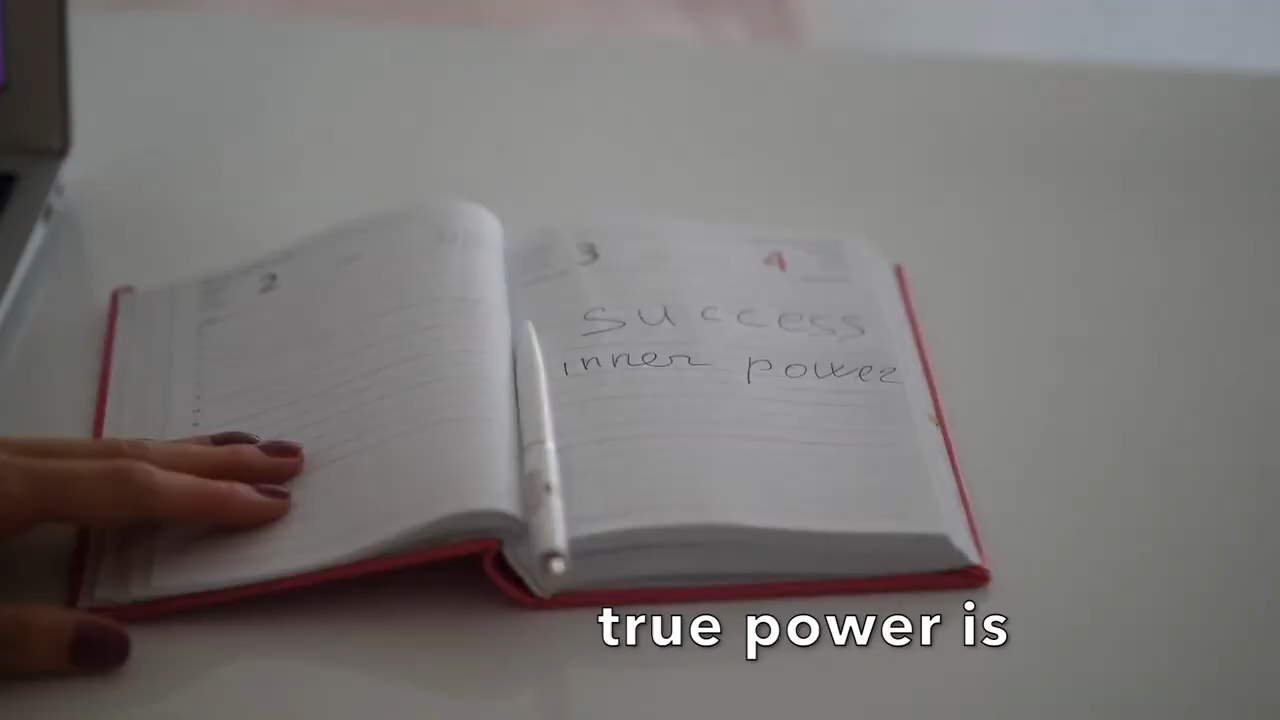 2
3
4
success
inner power
true power is